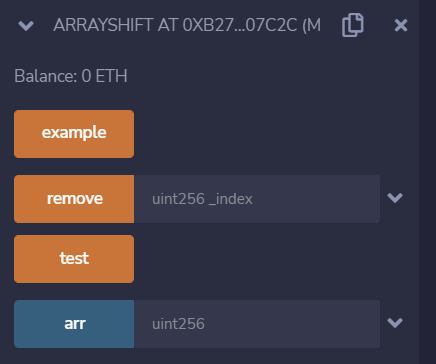 ARRAYSHIFT AT 0XB27...07C2C (M
Balance: 0 ETH
example
remove uint256 _index
test
arr uint256